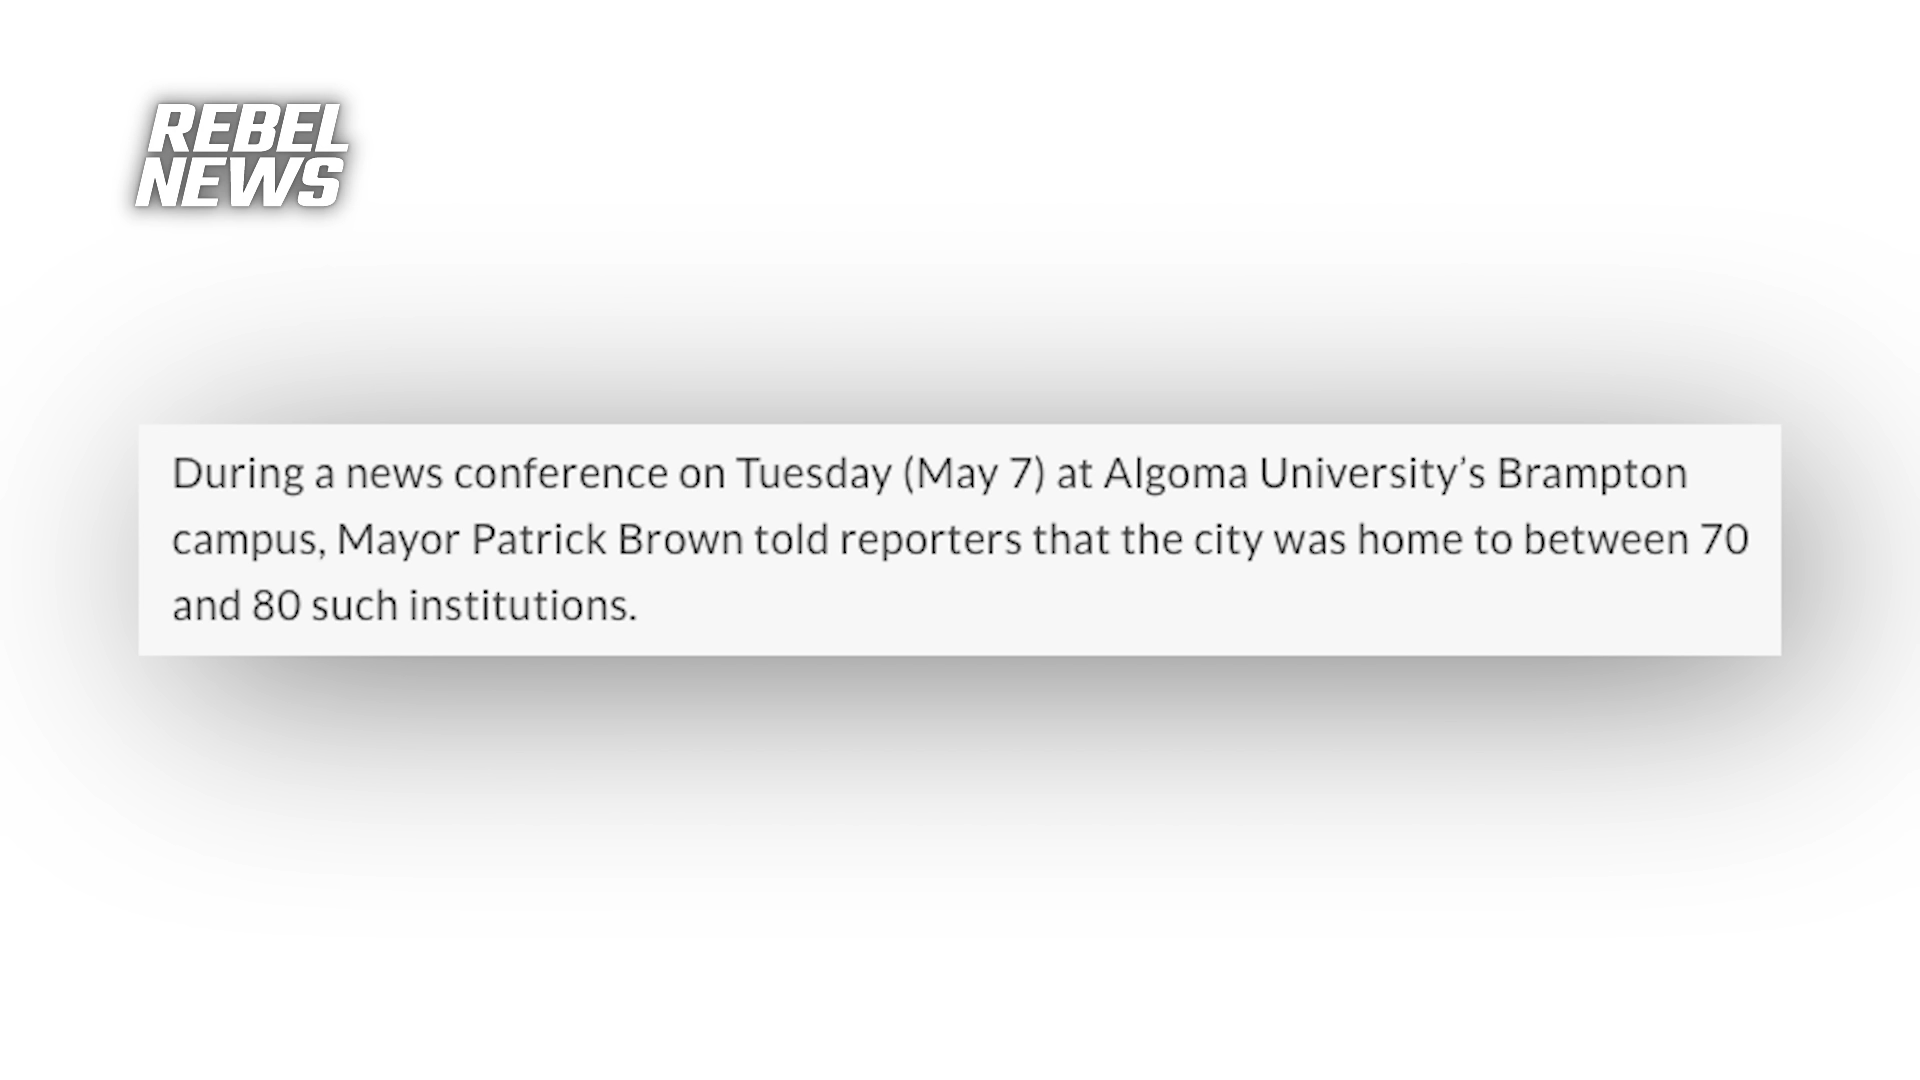 REBEL
NEWS
During a news conference on Tuesday (May 7) at Algoma University’s Brampton
campus, Mayor Patrick Brown told reporters that the city was home to between 70
and 80 such institutions.